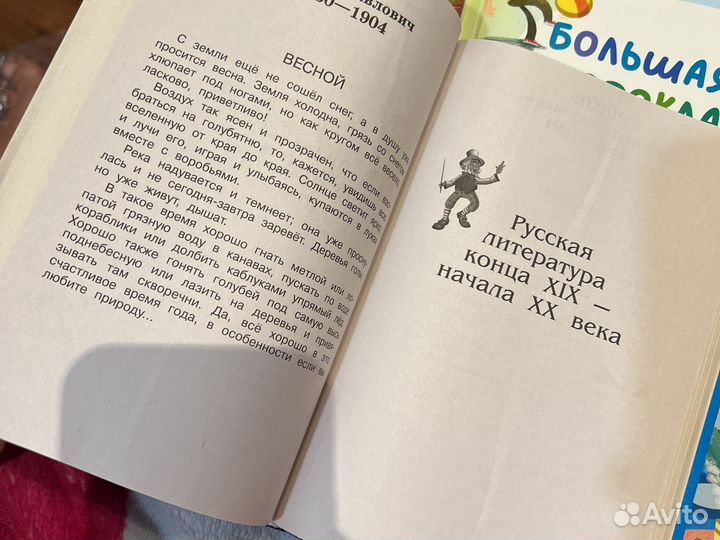 влович
60—1904
ВЕСНОЙ
С земли ещё не сошёл снег, а в душу уже
просится весна. Земля холодна, грязь со снегом
хлюпает под ногами, но как кругом всё весело,
ласково, приветливо!
Воздух так ясен и прозрачен, что если взо-
браться на голубятню, то, кажется, увидишь всю
вселенную от края до края. Солнце светит ярко,
и лучи его, играя и улыбаясь, купаются в лужах
вместе с воробьями.
Река надувается и темнеет; она уже просну-
лась и не сегодня-завтра заревёт. Деревья голы,
но уже живут, дышат.
В такое время хорошо гнать метлой или ло-
патой грязную воду в канавах, пускать по воде
кораблики или долбить каблуками упрямый лёд.
Хорошо также гонять голубей под самую высь
поднебесную или лазить на деревья и привя-
зывать там скворечни. Да, всё хорошо в это
счастливое время года, в особенности если вы
любите природу...
Русская
литература
конца XIX –
начала XX века
БОЛЬШАЯ
Avito